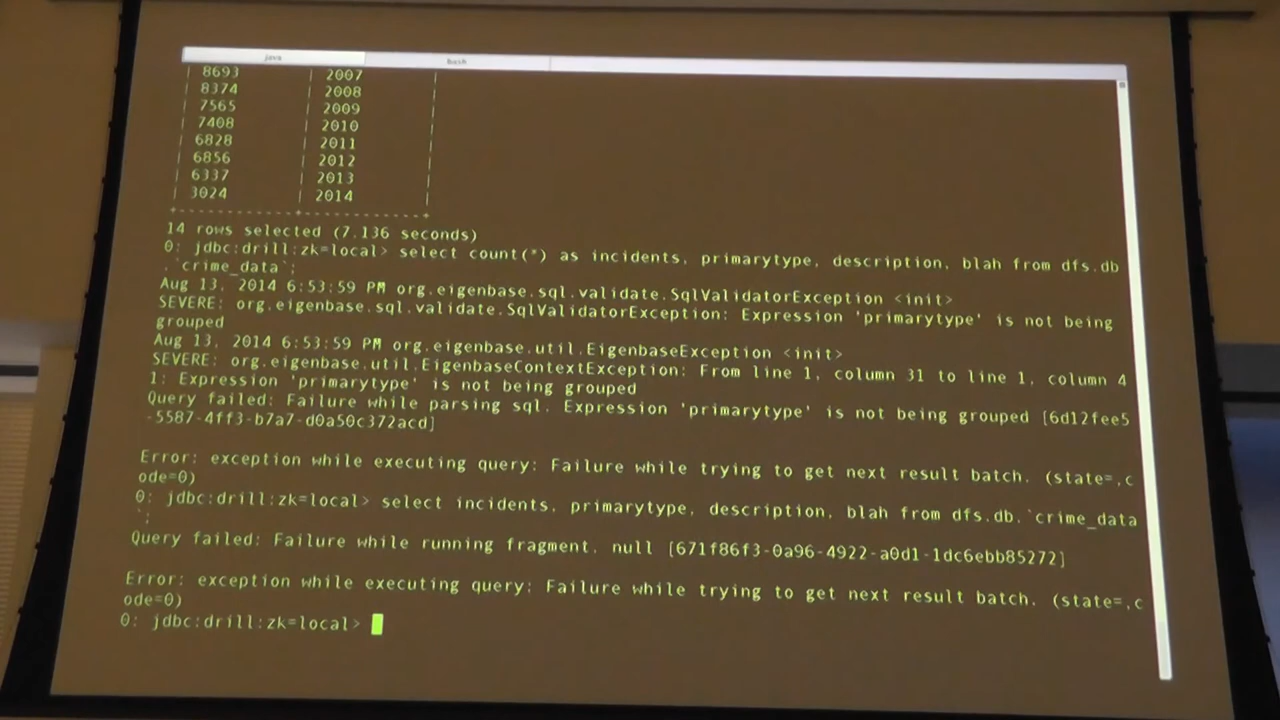 java bash
| 8693 | 2007 |
| 8374 | 2008 |
| 7565 | 2009 |
| 7408 | 2010 |
| 6828 | 2011 |
| 6856 | 2012 |
| 6337 | 2013 |
| 3024 | 2014 |
+------------+------------+
14 rows selected (7.136 seconds)
0: jdbc:drill:zk=local> select count(*) as incidents, primarytype, description, blah from dfs.db
.`crime_data`;
Aug 13, 2014 6:53:59 PM org.eigenbase.sql.validate.SqlValidatorException <init>
SEVERE: org.eigenbase.sql.validate.SqlValidatorException: Expression 'primarytype' is not being
grouped
Aug 13, 2014 6:53:59 PM org.eigenbase.util.EigenbaseException <init>
SEVERE: org.eigenbase.util.EigenbaseContextException: From line 1, column 31 to line 1, column 4
1: Expression 'primarytype' is not being grouped
Query failed: Failure while parsing sql. Expression 'primarytype' is not being grouped [6d12fee5
-5587-4ff3-b7a7-d0a50c372acd]
Error: exception while executing query: Failure while trying to get next result batch. (state=,c
ode=0)
0: jdbc:drill:zk=local> select incidents, primarytype, description, blah from dfs.db.`crime_data
`;
Query failed: Failure while running fragment. null [671f86f3-0a96-4922-a0d1-1dc6ebb85272]
Error: exception while executing query: Failure while trying to get next result batch. (state=,c
ode=0)
0: jdbc:drill:zk=local>